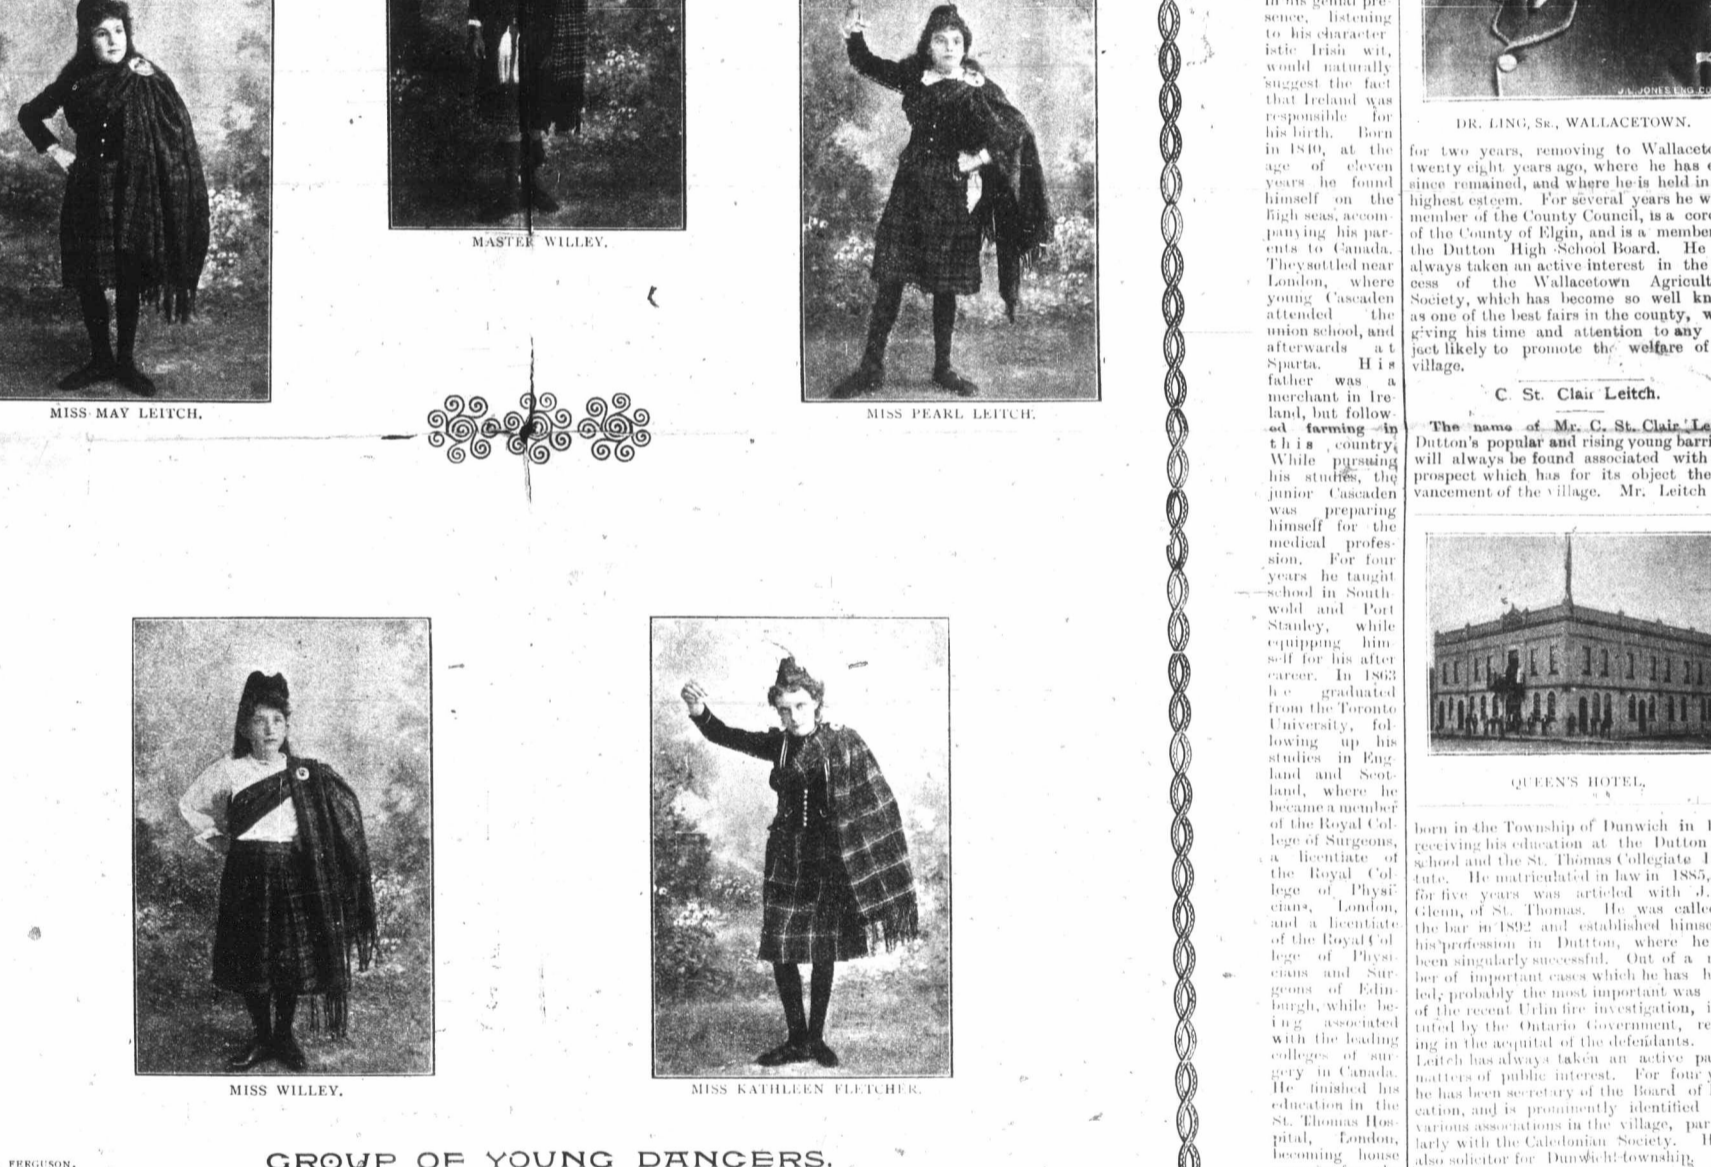 MASTER WILLEY.
MISS MAY LEITCH.
MISS PEARL LEITCH.
MISS WILLEY.
MISS KATHLEEN FLETCHER.
FERGUSON.
GROUP OF YOUNG DANCERS.
in his genial pre-
sence, listening
to his character
istic Irish wit,
would naturally
suggest the fact
that Ireland was
responsible for
his birth. Born
in 1840, at the
age of eleven
years he found
himself on the
high seas, accom-
panying his par-
ents to Canada.
They settled near
London, where
young Cascaden
attended the
union school, and
afterwards at
Sparta. His
father was a
merchant in Ire-
land, but follow-
ed farming in
this country.
While pursuing
his studies, the
junior Cascaden
was preparing
himself for the
medical profes-
sion. For four
years he taught
school in South-
wold and Port
Stanley, while
equipping him-
self for his after
career. In 1863
he graduated
from the Toronto
University, fol-
lowing up his
studies in Eng-
land and Scot-
land, where he
became a member
of the Royal Col-
lege of Surgeons,
a licentiate of
the Royal Col-
lege of Physi-
cians, London,
and a licentiate
of the Royal Col-
lege of Physi-
cians and Sur-
geons of Edin-
burgh, while be-
ing associated
with the leading
colleges of sur-
gery in Canada.
He finished his
education in the
St. Thomas Hos-
pital, London,
becoming house
J.L. JONES ENG. CO
DR. LING, SR., WALLACETOWN.
for two years, removing to Wallaceto
twenty eight years ago, where he has e
since remained, and where he is held in
highest esteem. For several years he w
member of the County Council, is a coro
of the County of Elgin, and is a member
the Dutton High School Board. He
always taken an active interest in the
cess of the Wallacetown Agricult
Society, which has become so well kn
as one of the best fairs in the county, w
giving his time and attention to any
ject likely to promote the welfare of
village.
C. St. Clair Leitch.
The name of Mr. C. St. Clair Le
Dutton's popular and rising young barri
will always be found associated with
prospect which has for its object the
vancement of the village. Mr. Leitch
QUEEN'S HOTEL,
born in the Township of Dunwich in 1
receiving his education at the Dutton
school and the St. Thomas Collegiate I
tute. He matriculated in law in 1885,
for five years was articled with J.
Glenn, of St. Thomas. He was calle
the bar in 1892 and established himse
his profession in Duttton, where he
been singularly successful. Out of a
ber of important cases which he has h
led, probably the most important was
of the recent Urlin fire investigation, i
tuted by the Ontario Government, re
ing in the acquital of the defendants.
Leitch has always taken an active pa
matters of public interest. For four y
he has been secretary of the Board of
cation, and is prominently identified
various associations in the village, par
larly with the Caledonian Society. H
also solicitor for Dunwich township,